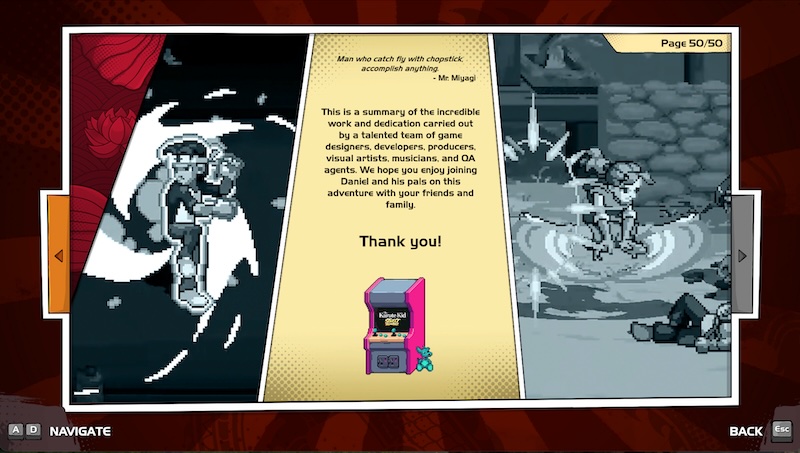 Page 50/50
Man who catch fly with chopstick,
accomplish anything.
- Mr. Miyagi
This is a summary of the incredible
work and dedication carried out
by a talented team of game
designers, developers, producers,
visual artists, musicians, and QA
agents. We hope you enjoy joining
Daniel and his pals on this
adventure with your friends and
family.
Thank you!
The Karate Kid
A D NAVIGATE
BACK Esc